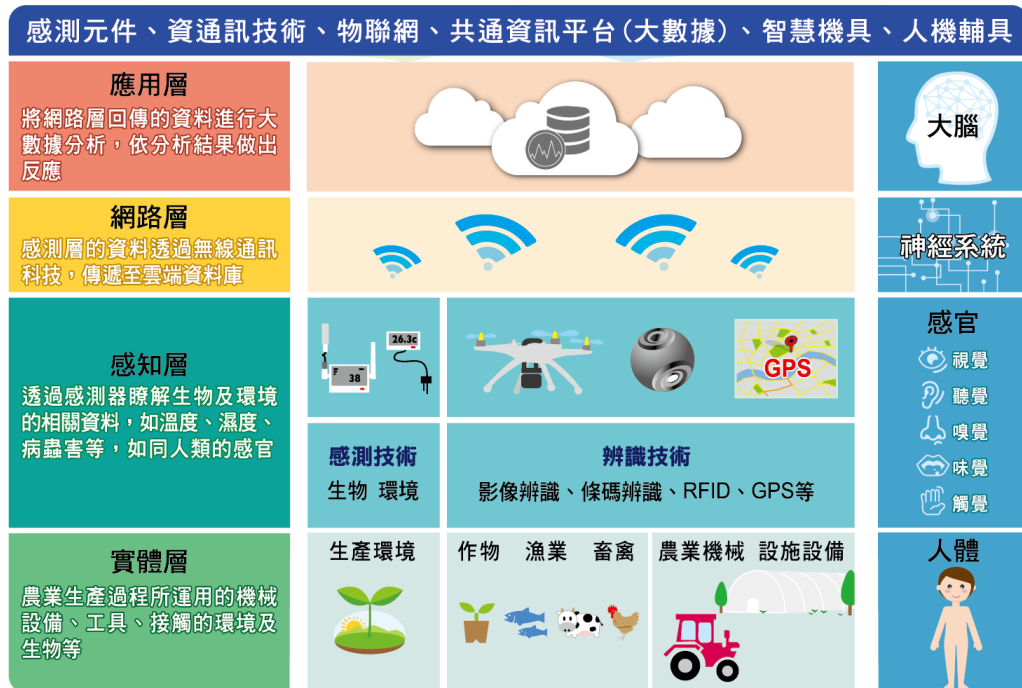 感測元件、資通訊技術、物聯網、共通資訊平台(大數據)、智慧機具、人機輔具
應用層
將網路層回傳的資料進行大
數據分析，依分析結果做出
反應
大腦
網路層
感測層的資料透過無線通訊
科技，傳遞至雲端資料庫
神經系統
感知層
透過感測器瞭解生物及環境
的相關資料，如溫度、濕度、
病蟲害等，如同人類的感官
38
26.3c
GPS
感測技術
生物 環境
辨識技術
影像辨識、條碼辨識、RFID、GPS等
感官
視覺
聽覺
嗅覺
味覺
觸覺
實體層
農業生產過程所運用的機械
設備、工具、接觸的環境及
生物等
生產環境
作物 漁業 畜禽
農業機械 設施設備
人體